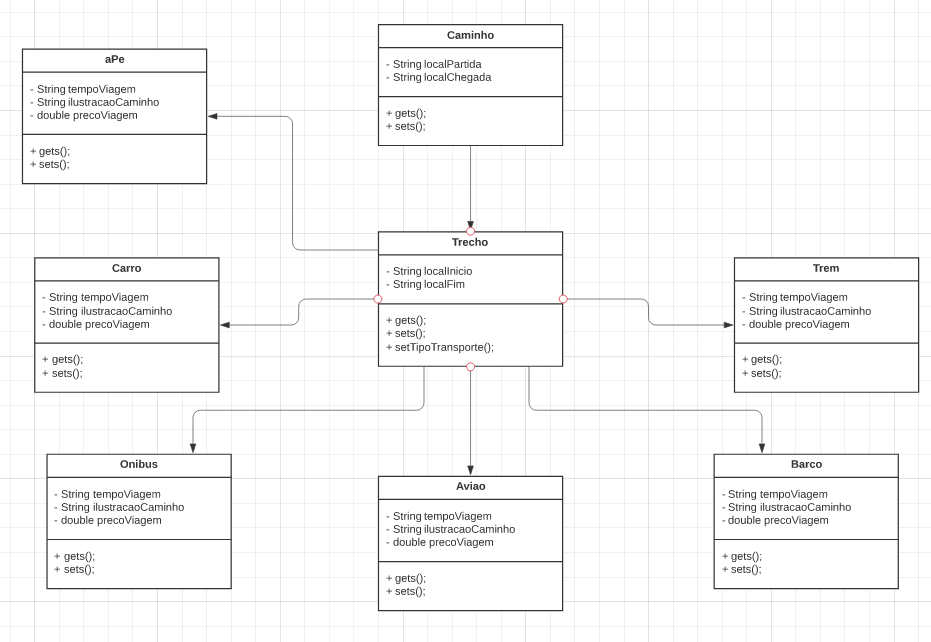 Caminho
- String localPartida
- String localChegada
+ gets();
+ sets();
aPe
- String tempoViagem
- String ilustracaoCaminho
- double precoViagem
+ gets();
+ sets();
Trecho
- String localInicio
- String localFim
+ gets();
+ sets();
+ setTipoTransporte();
Carro
- String tempoViagem
- String ilustracaoCaminho
- double precoViagem
+ gets();
+ sets();
Trem
- String tempoViagem
- String ilustracaoCaminho
- double precoViagem
+ gets();
+ sets();
Onibus
- String tempoViagem
- String ilustracaoCaminho
- double precoViagem
+ gets();
+ sets();
Aviao
- String tempoViagem
- String ilustracaoCaminho
- double precoViagem
+ gets();
+ sets();
Barco
- String tempoViagem
- String ilustracaoCaminho
- double precoViagem
+ gets();
+ sets();